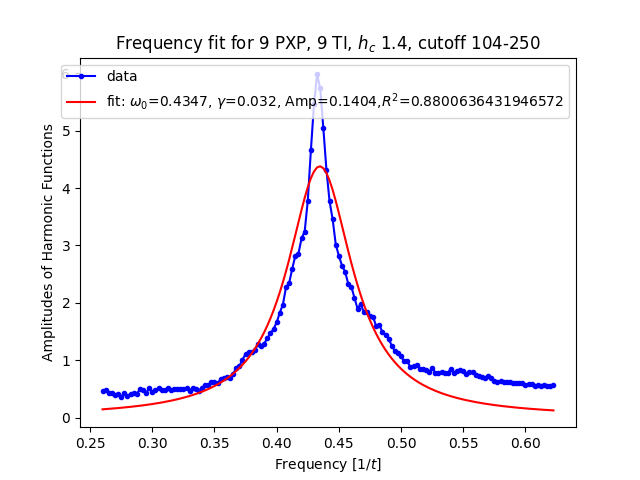 Frequency fit for 9 PXP, 9 TI, $h_c$ 1.4, cutoff 104-250
data
fit: $\omega_0$=0.4347, $\gamma$=0.032, Amp=0.1404,$R^2$=0.8800636431946572
Amplitudes of Harmonic Functions
6
5
4
3
2
1
0
0.25 0.30 0.35 0.40 0.45 0.50 0.55 0.60
Frequency [1/$t$]